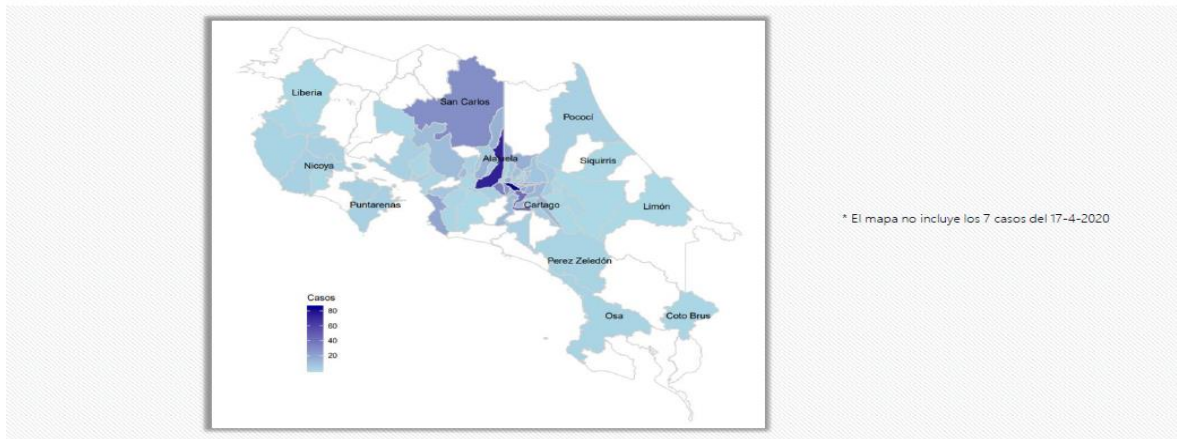 Liberia
San Carlos
Pococí
Alajuela
Siquirris
Nicoya
Puntarenas
Cartago
Limón
* El mapa no incluye los 7 casos del 17-4-2020
Perez Zeledón
Casos
80
60
40
20
Osa
Coto Brus